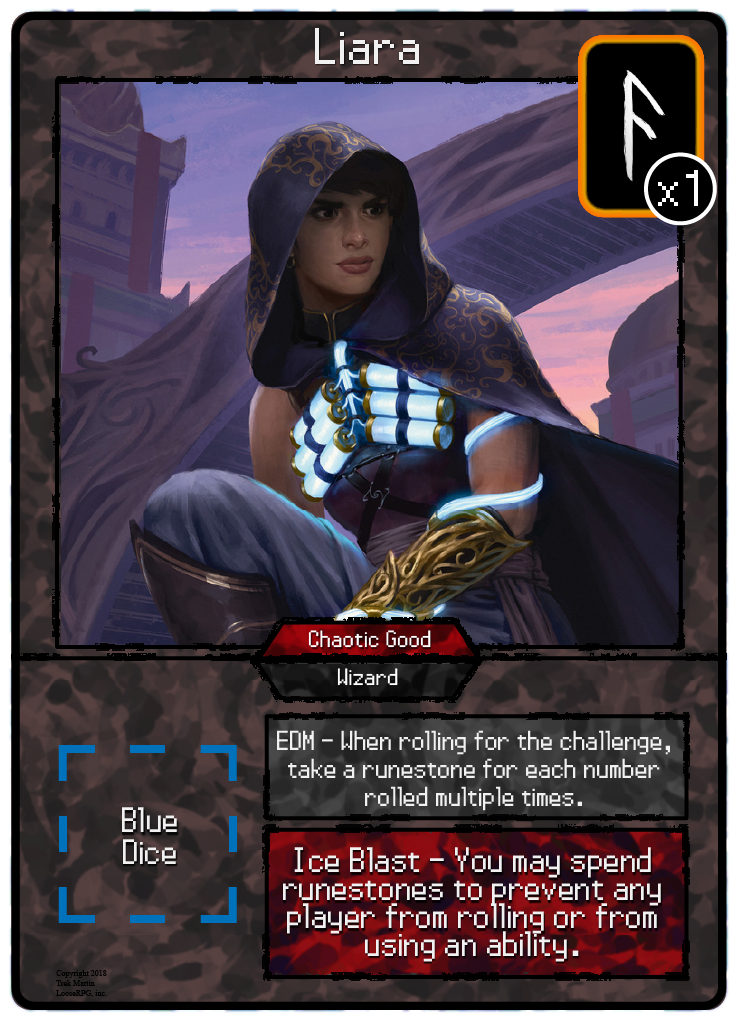 Liara
ᚨ
x1
Chaotic Good
Wizard
EDM - When rolling for the challenge,
take a runestone for each number
rolled multiple times.
Blue
Dice
Ice Blast - You may spend
runestones to prevent any
player from rolling or from
using an ability.
Copyright 2018
Trak Martin
LoosaRPG, inc.